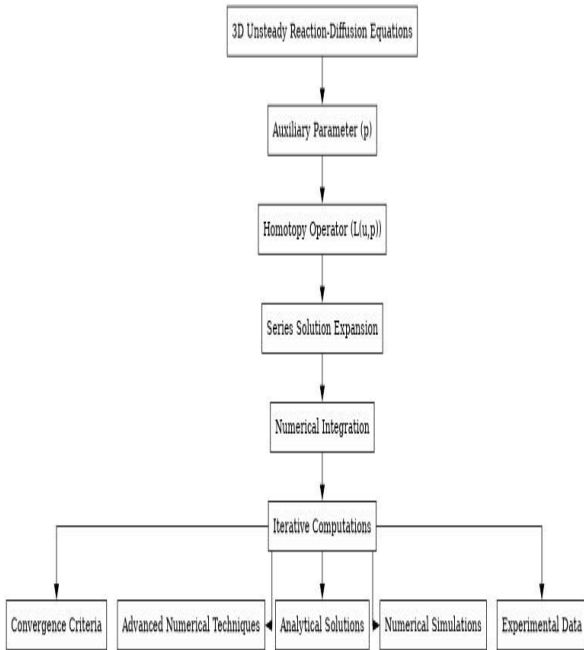 3D Unsteady Reaction-Diffusion Equations
Auxiliary Parameter (p)
Homotopy Operator (L(u,p))
Series Solution Expansion
Numerical Integration
Iterative Computations
Convergence Criteria
Advanced Numerical Techniques
Analytical Solutions
Numerical Simulations
Experimental Data